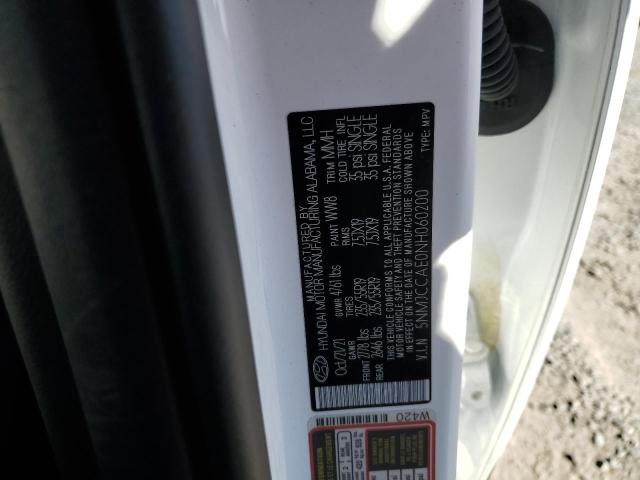 MANUFACTURED BY
HYUNDAI MOTOR MANUFACTURING ALABAMA, LLC
Oct/21/21 PAINT WW8 TRIM MMH
GVWR 4761 lbs
GAWR TIRES RIMS COLD TIRE INFL
FRONT 2778 lbs 235/55R19 7.5JX19 35 psi SINGLE
REAR 2646 lbs 235/55R19 7.5JX19 35 psi SINGLE
THIS VEHICLE CONFORMS TO ALL APPLICABLE U.S.A. FEDERAL
MOTOR VEHICLE SAFETY AND THEFT PREVENTION STANDARDS
IN EFFECT ON THE DATE OF MANUFACTURE SHOWN ABOVE
V.I.N 5NMJCCAE0NH060200 TYPE: MPV
W420